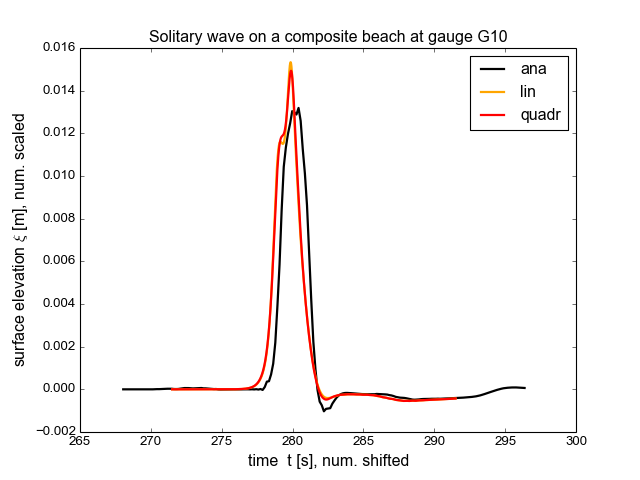 Solitary wave on a composite beach at gauge G10
0.016
0.014
0.012
0.010
0.008
0.006
0.004
0.002
0.000
−0.002
surface elevation ξ [m], num. scaled
ana
lin
quadr
265 270 275 280 285 290 295 300
time t [s], num. shifted